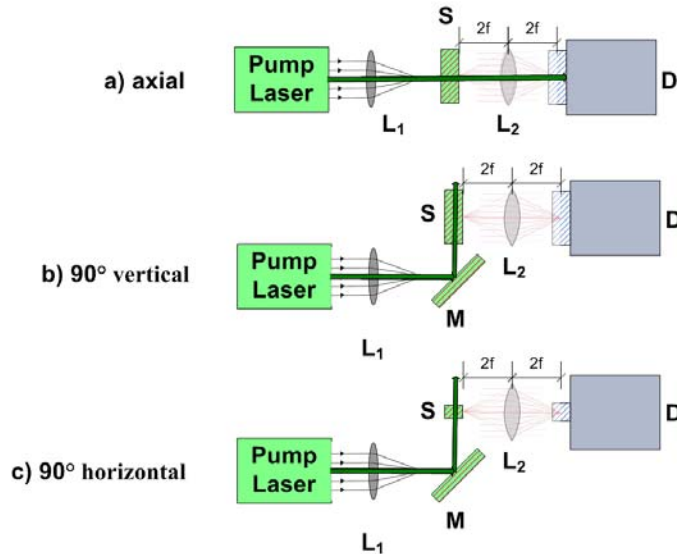 S
2f 2f
Pump
Laser
a) axial
D
L₁
L₂
2f 2f
S
D
Pump
Laser
L₂
b) 90° vertical
M
L₁
2f 2f
S
D
Pump
Laser
L₂
c) 90° horizontal
M
L₁